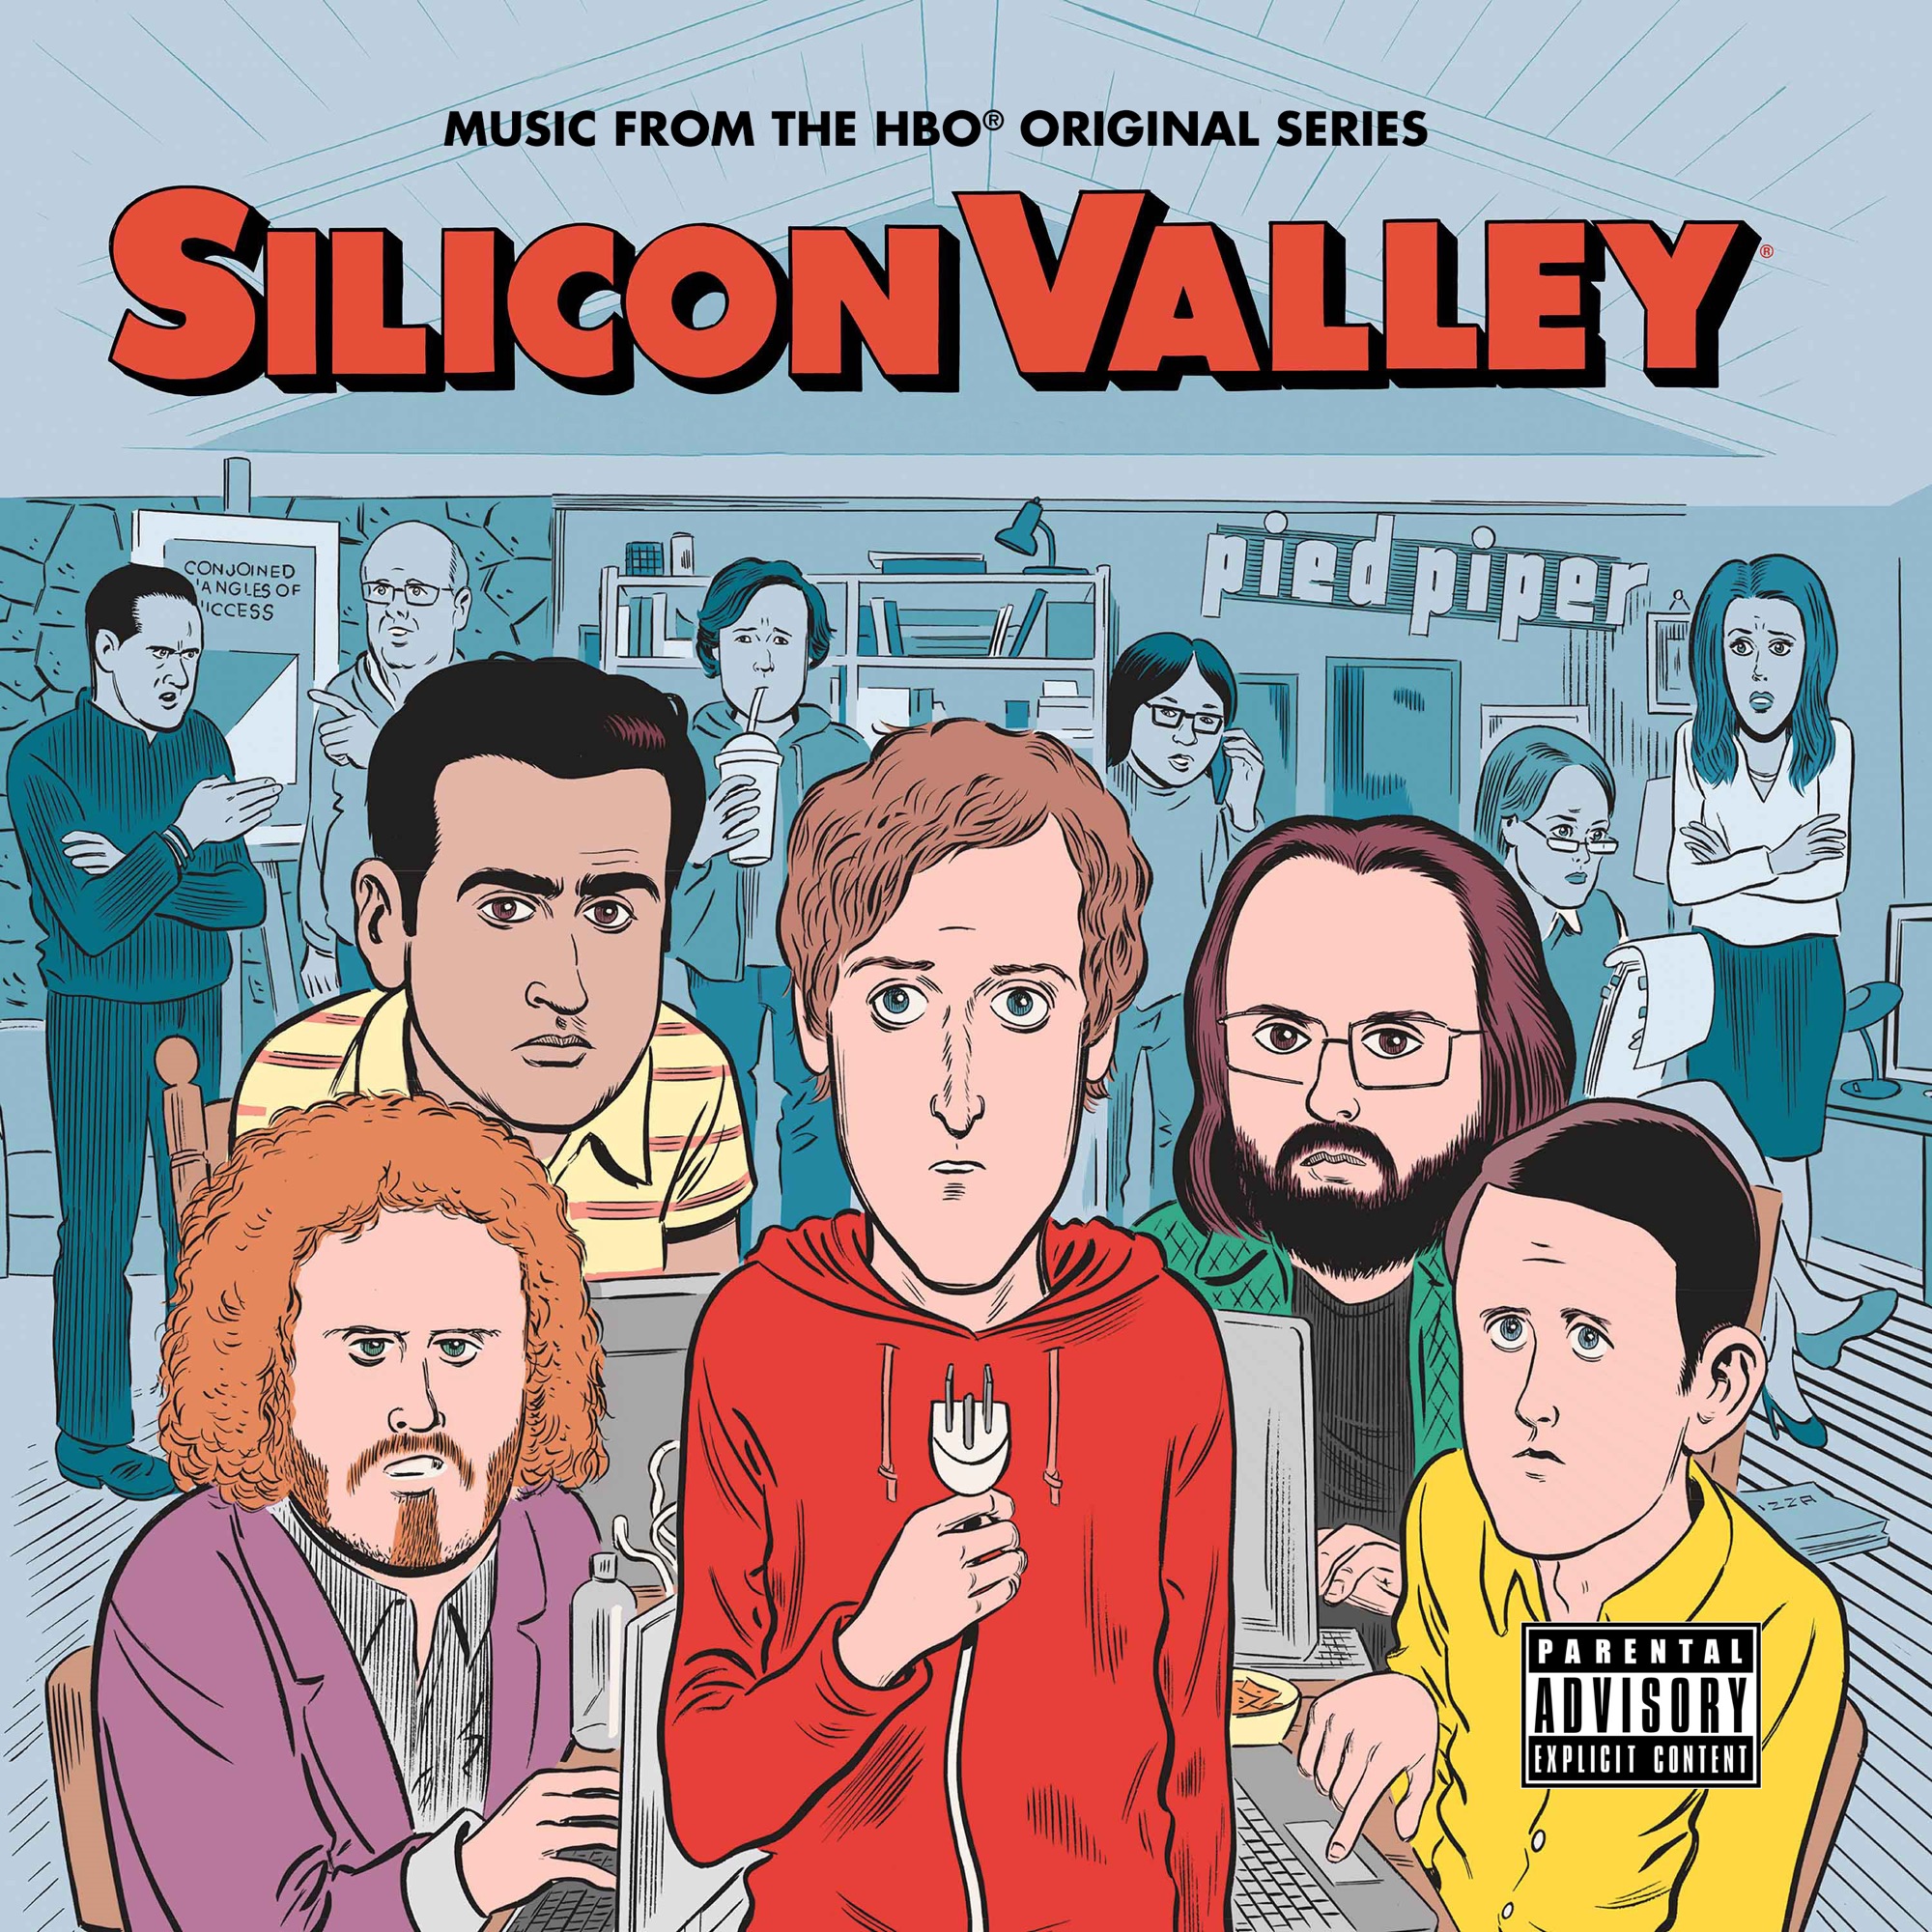 MUSIC FROM THE HBO® ORIGINAL SERIES
SILICON VALLEY®
CONJOINED
'ANGLES OF
'ICCESS
pied piper
IZZA
PARENTAL
ADVISORY
EXPLICIT CONTENT